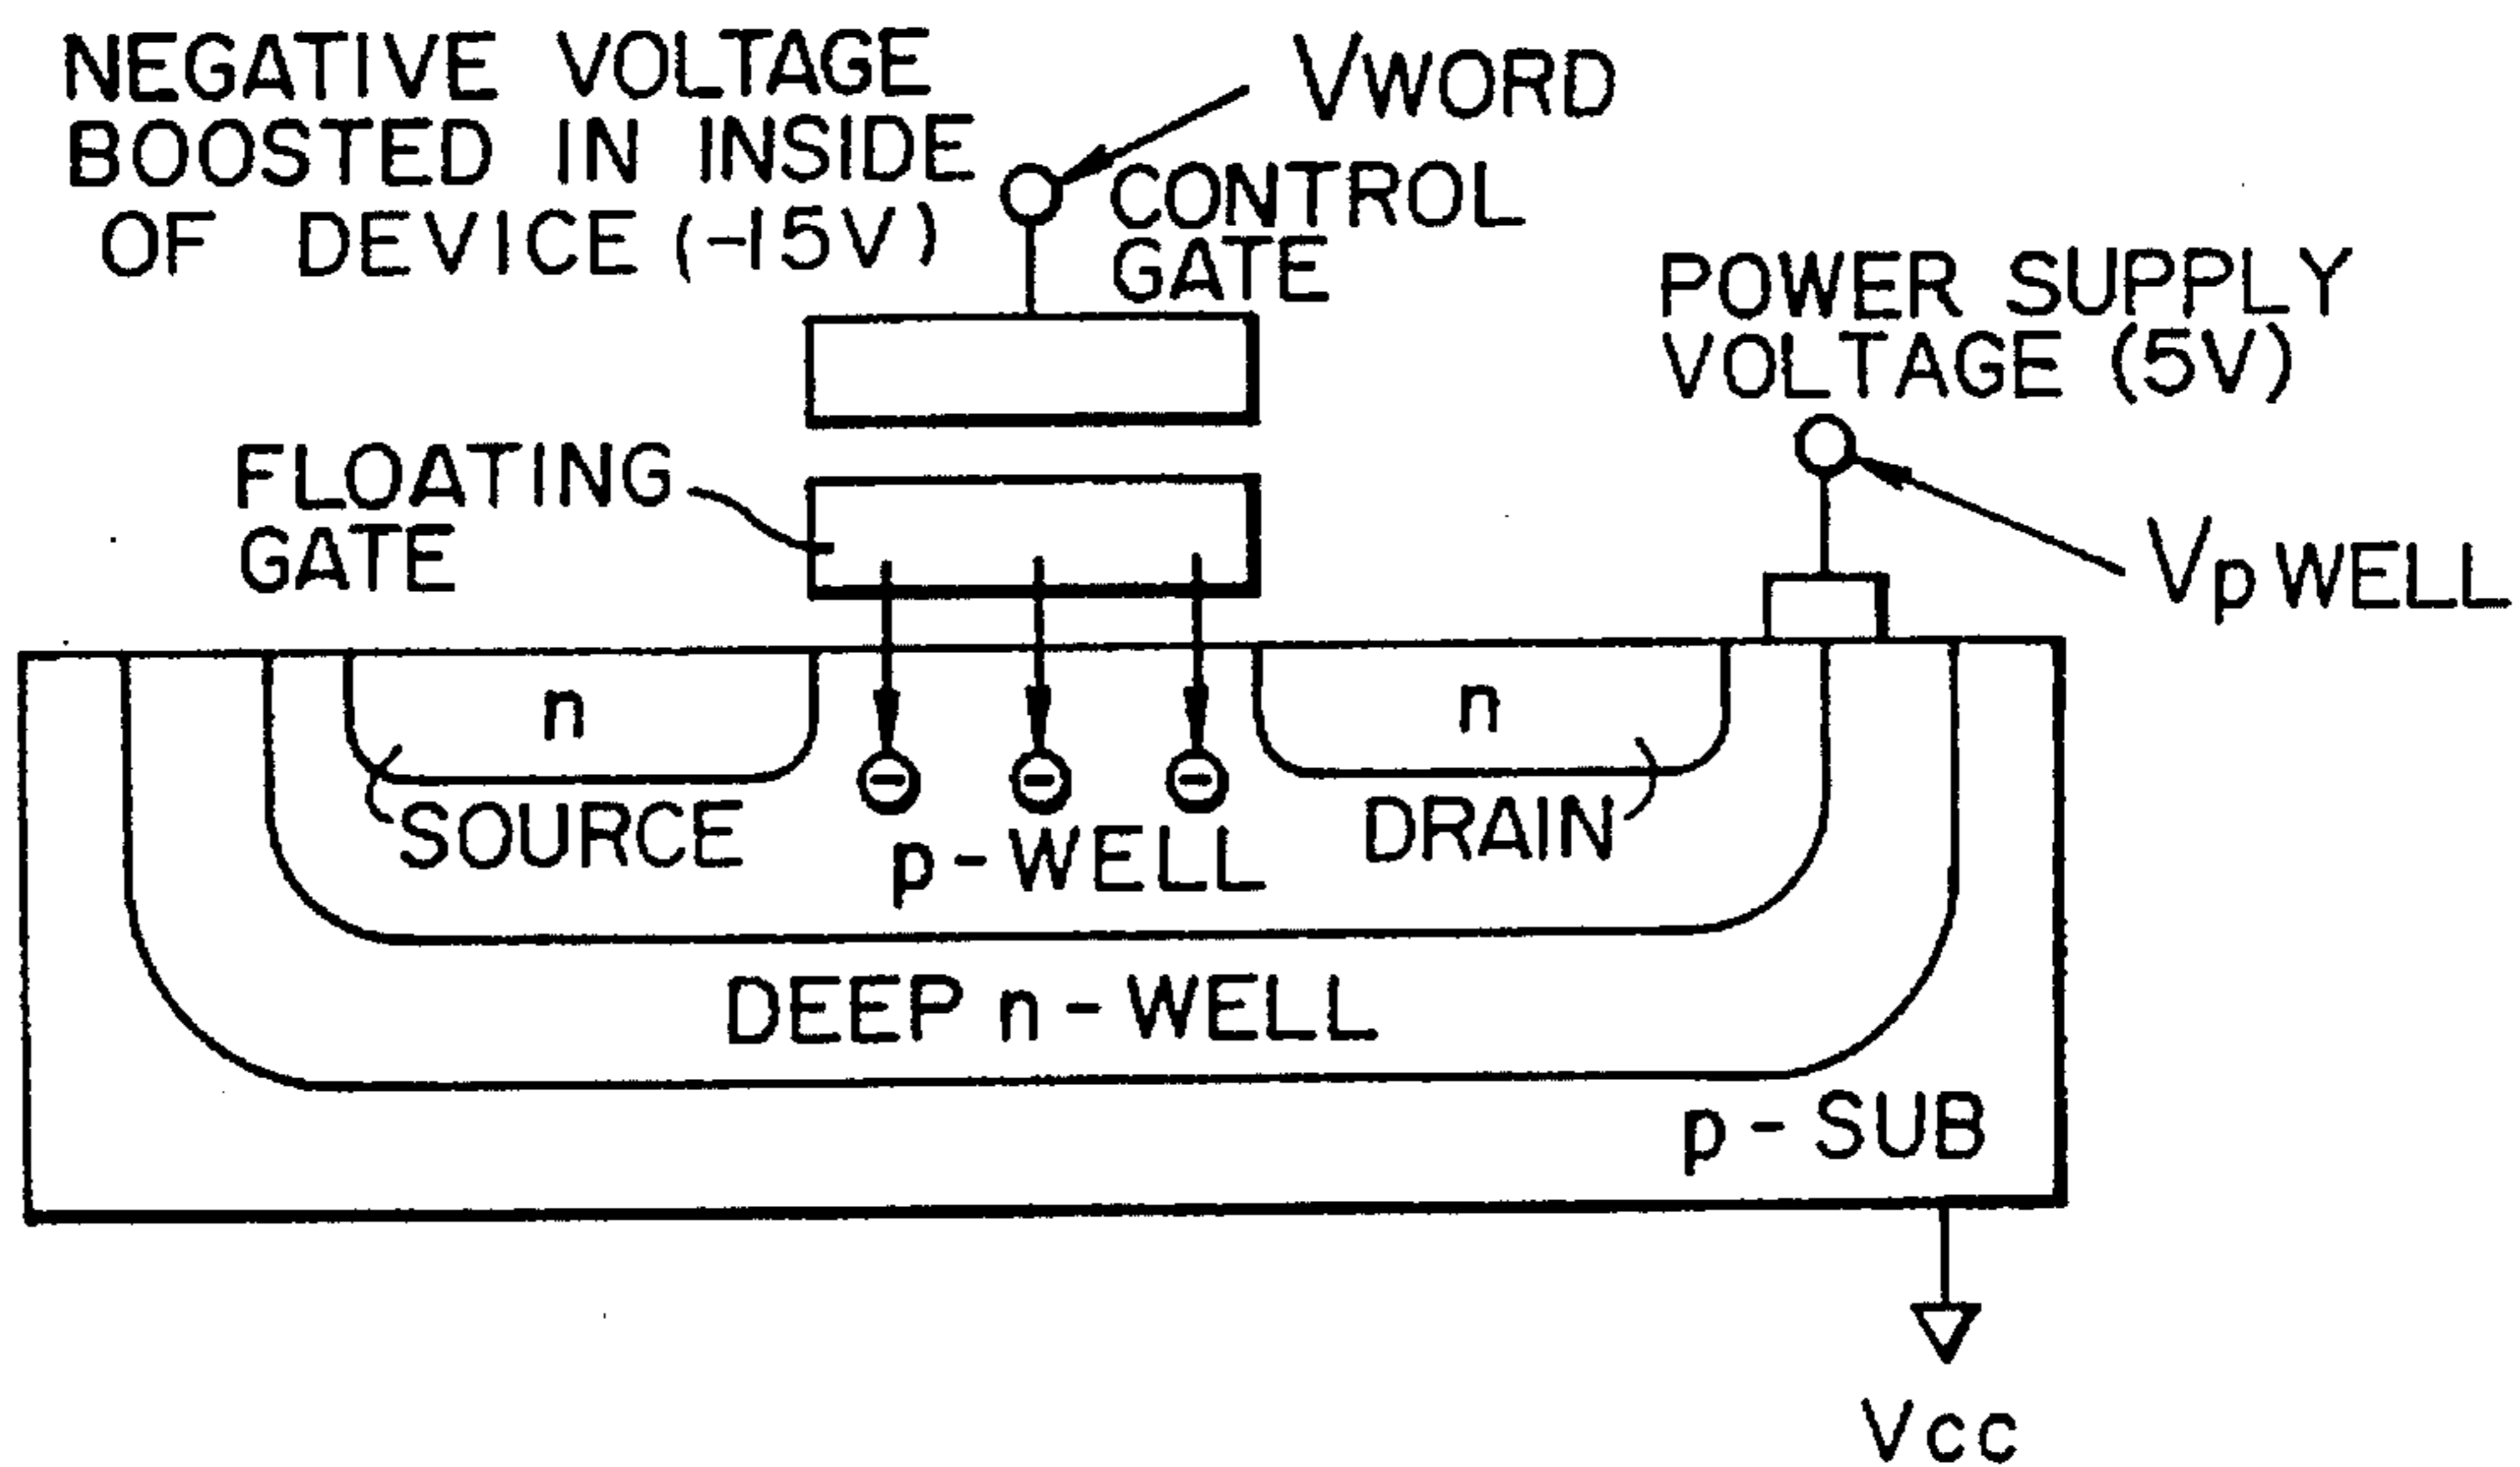 NEGATIVE VOLTAGE
BOOSTED IN INSIDE
OF DEVICE (-15V)
VWORD
CONTROL
GATE
POWER SUPPLY
VOLTAGE (5V)
FLOATING
GATE
Vp WELL
n
n
SOURCE
DRAIN
p-WELL
DEEP n-WELL
p-SUB
Vcc